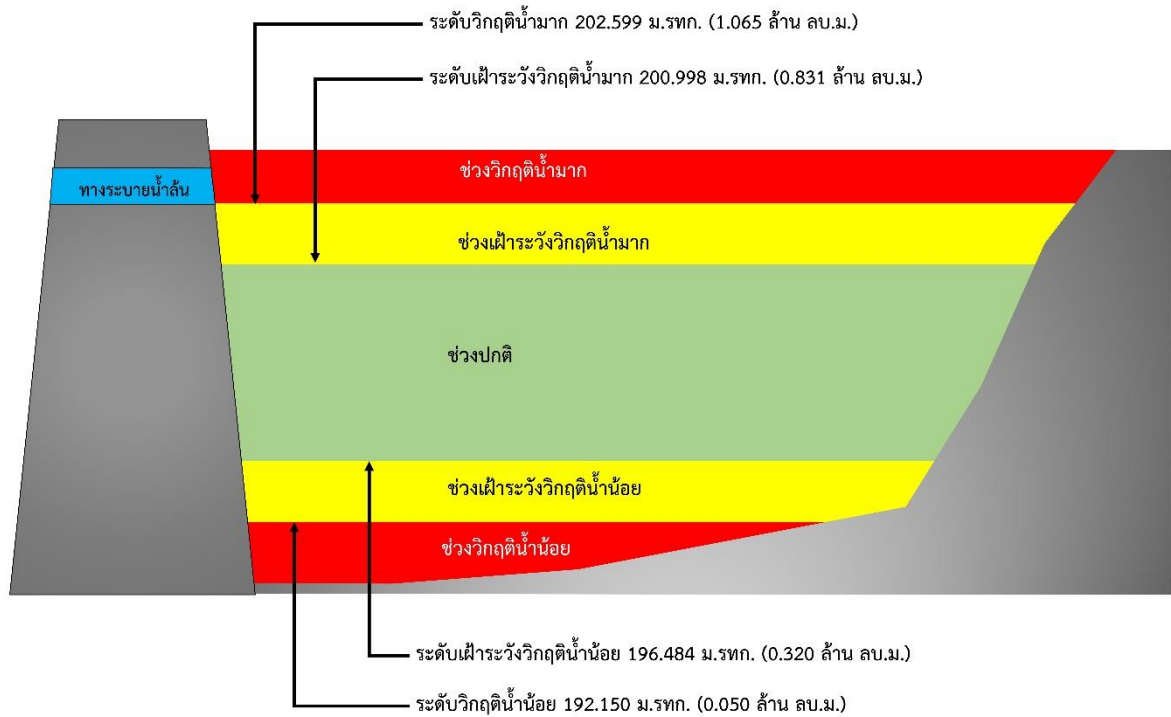 ระดับวิกฤติน้ำมาก 202.599 ม.รทก. (1.065 ล้าน ลบ.ม.)
ระดับเฝ้าระวังวิกฤติน้ำมาก 200.998 ม.รทก. (0.831 ล้าน ลบ.ม.)
ช่วงวิกฤติน้ำมาก
ทางระบายน้ำล้น
ช่วงเฝ้าระวังวิกฤติน้ำมาก
ช่วงปกติ
ช่วงเฝ้าระวังวิกฤติน้ำน้อย
ช่วงวิกฤติน้ำน้อย
ระดับเฝ้าระวังวิกฤติน้ำน้อย 196.484 ม.รทก. (0.320 ล้าน ลบ.ม.)
ระดับวิกฤติน้ำน้อย 192.150 ม.รทก. (0.050 ล้าน ลบ.ม.)